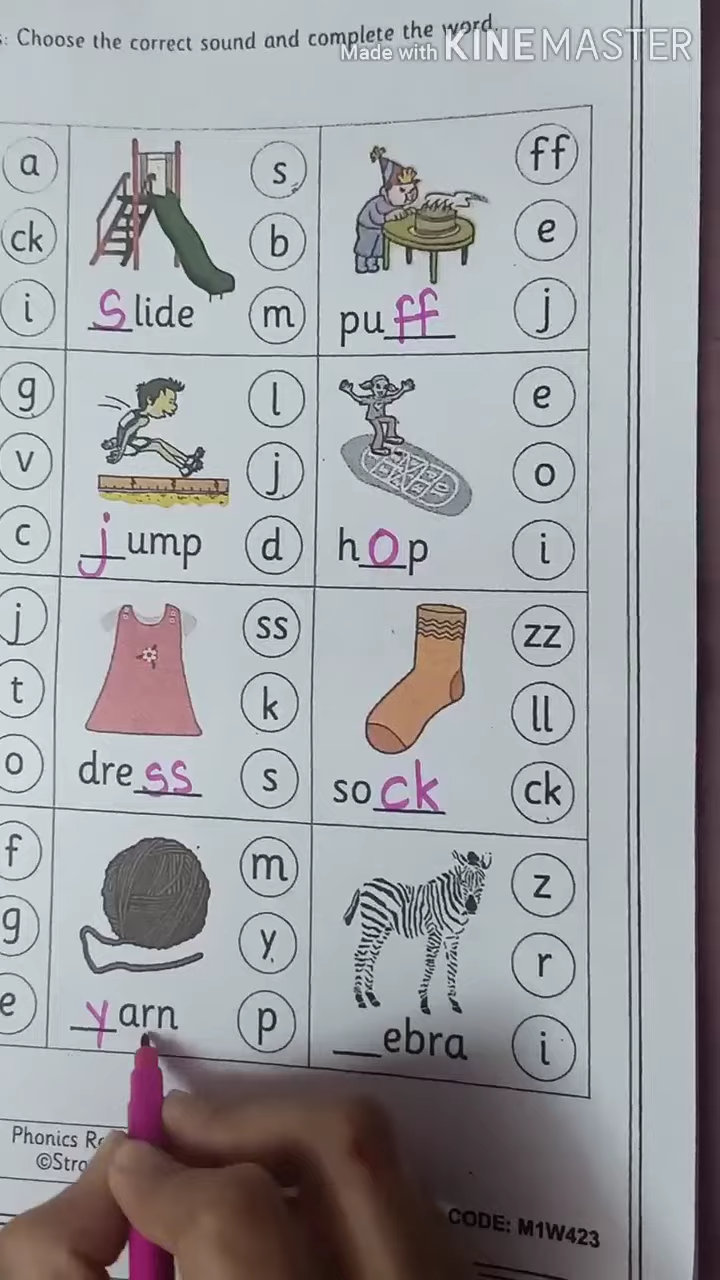 s: Choose the correct sound and complete the word.
Made with KINEMASTER
a
ck
i
s
b
m
slide
ff
e
j
puff
g
v
c
l
j
d
jump
e
o
i
hop
j
t
o
ss
k
s
dress
zz
ll
ck
sock
f
g
e
m
y
p
yarn
z
r
i
__ebra
Phonics
©Stro
CODE: M1W423